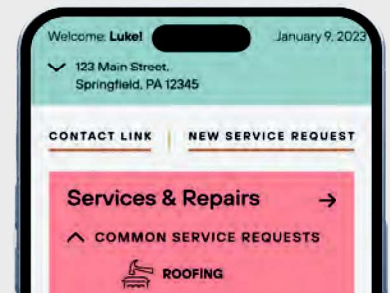 Welcome, Luke!
January 9, 2023
123 Main Street,
Springfield, PA 12345
CONTACT LINK
NEW SERVICE REQUEST
Services & Repairs
COMMON SERVICE REQUESTS
ROOFING